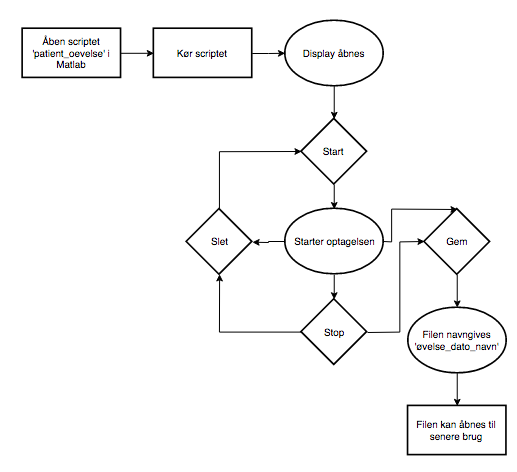 Åben scriptet
'patient_oevelse' i
Matlab
Kør scriptet
Display åbnes
Start
Slet
Starter optagelsen
Gem
Stop
Filen navngives
'øvelse_dato_navn'
Filen kan åbnes til
senere brug